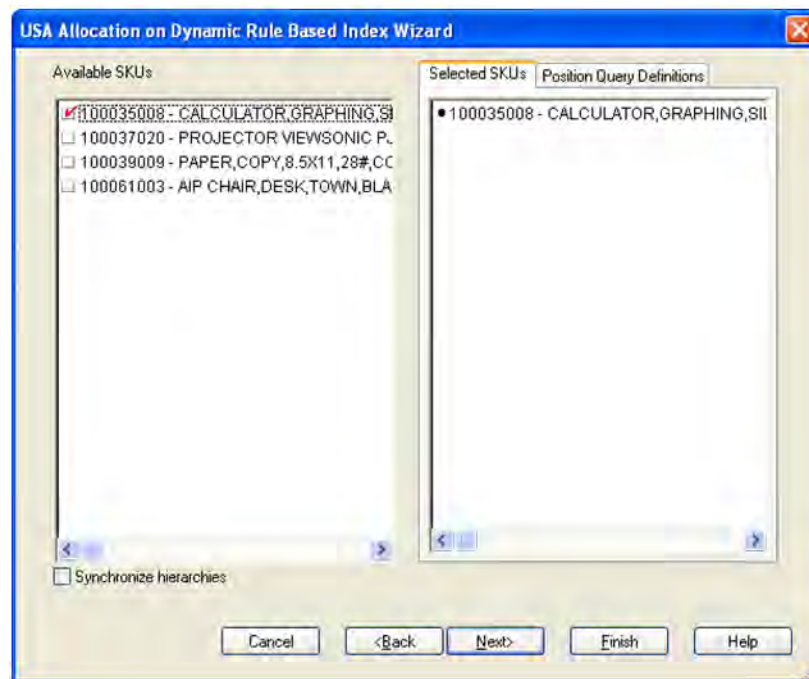 USA Allocation on Dynamic Rule Based Index Wizard
Available SKUs
100035008 - CALCULATOR,GRAPHING,SI
100037020 - PROJECTOR VIEWSONIC
100039009 - PAPER,COPY,8.5X11,28#,CC
100061003 - AIP CHAIR,DESK,TOWN,BLA
Synchronize hierarchies
Selected SKUs
Position Query Definitions
100035008 - CALCULATOR,GRAPHING,SIL
Cancel
<Back
Next>
Finish
Help